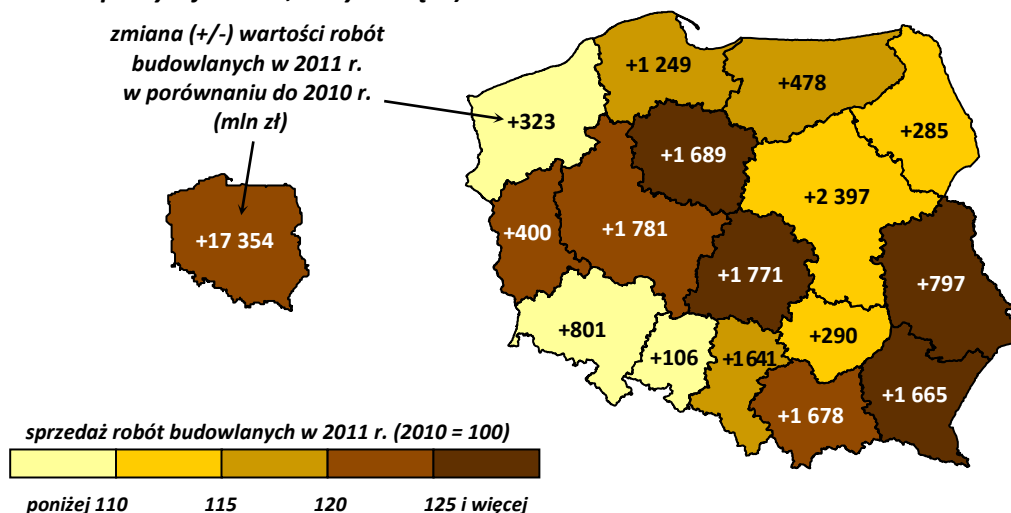 zmiana (+/-) wartości robót
budowlanych w 2011 r.
w porównaniu do 2010 r.
(mln zł)
+1 249
+478
+323
+285
+1 689
+2 397
+17 354
+400
+1 781
+1 771
+797
+801
+106
+1641
+290
+1 665
+1 678
sprzedaż robót budowlanych w 2011 r. (2010 = 100)
poniżej 110 115 120 125 i więcej